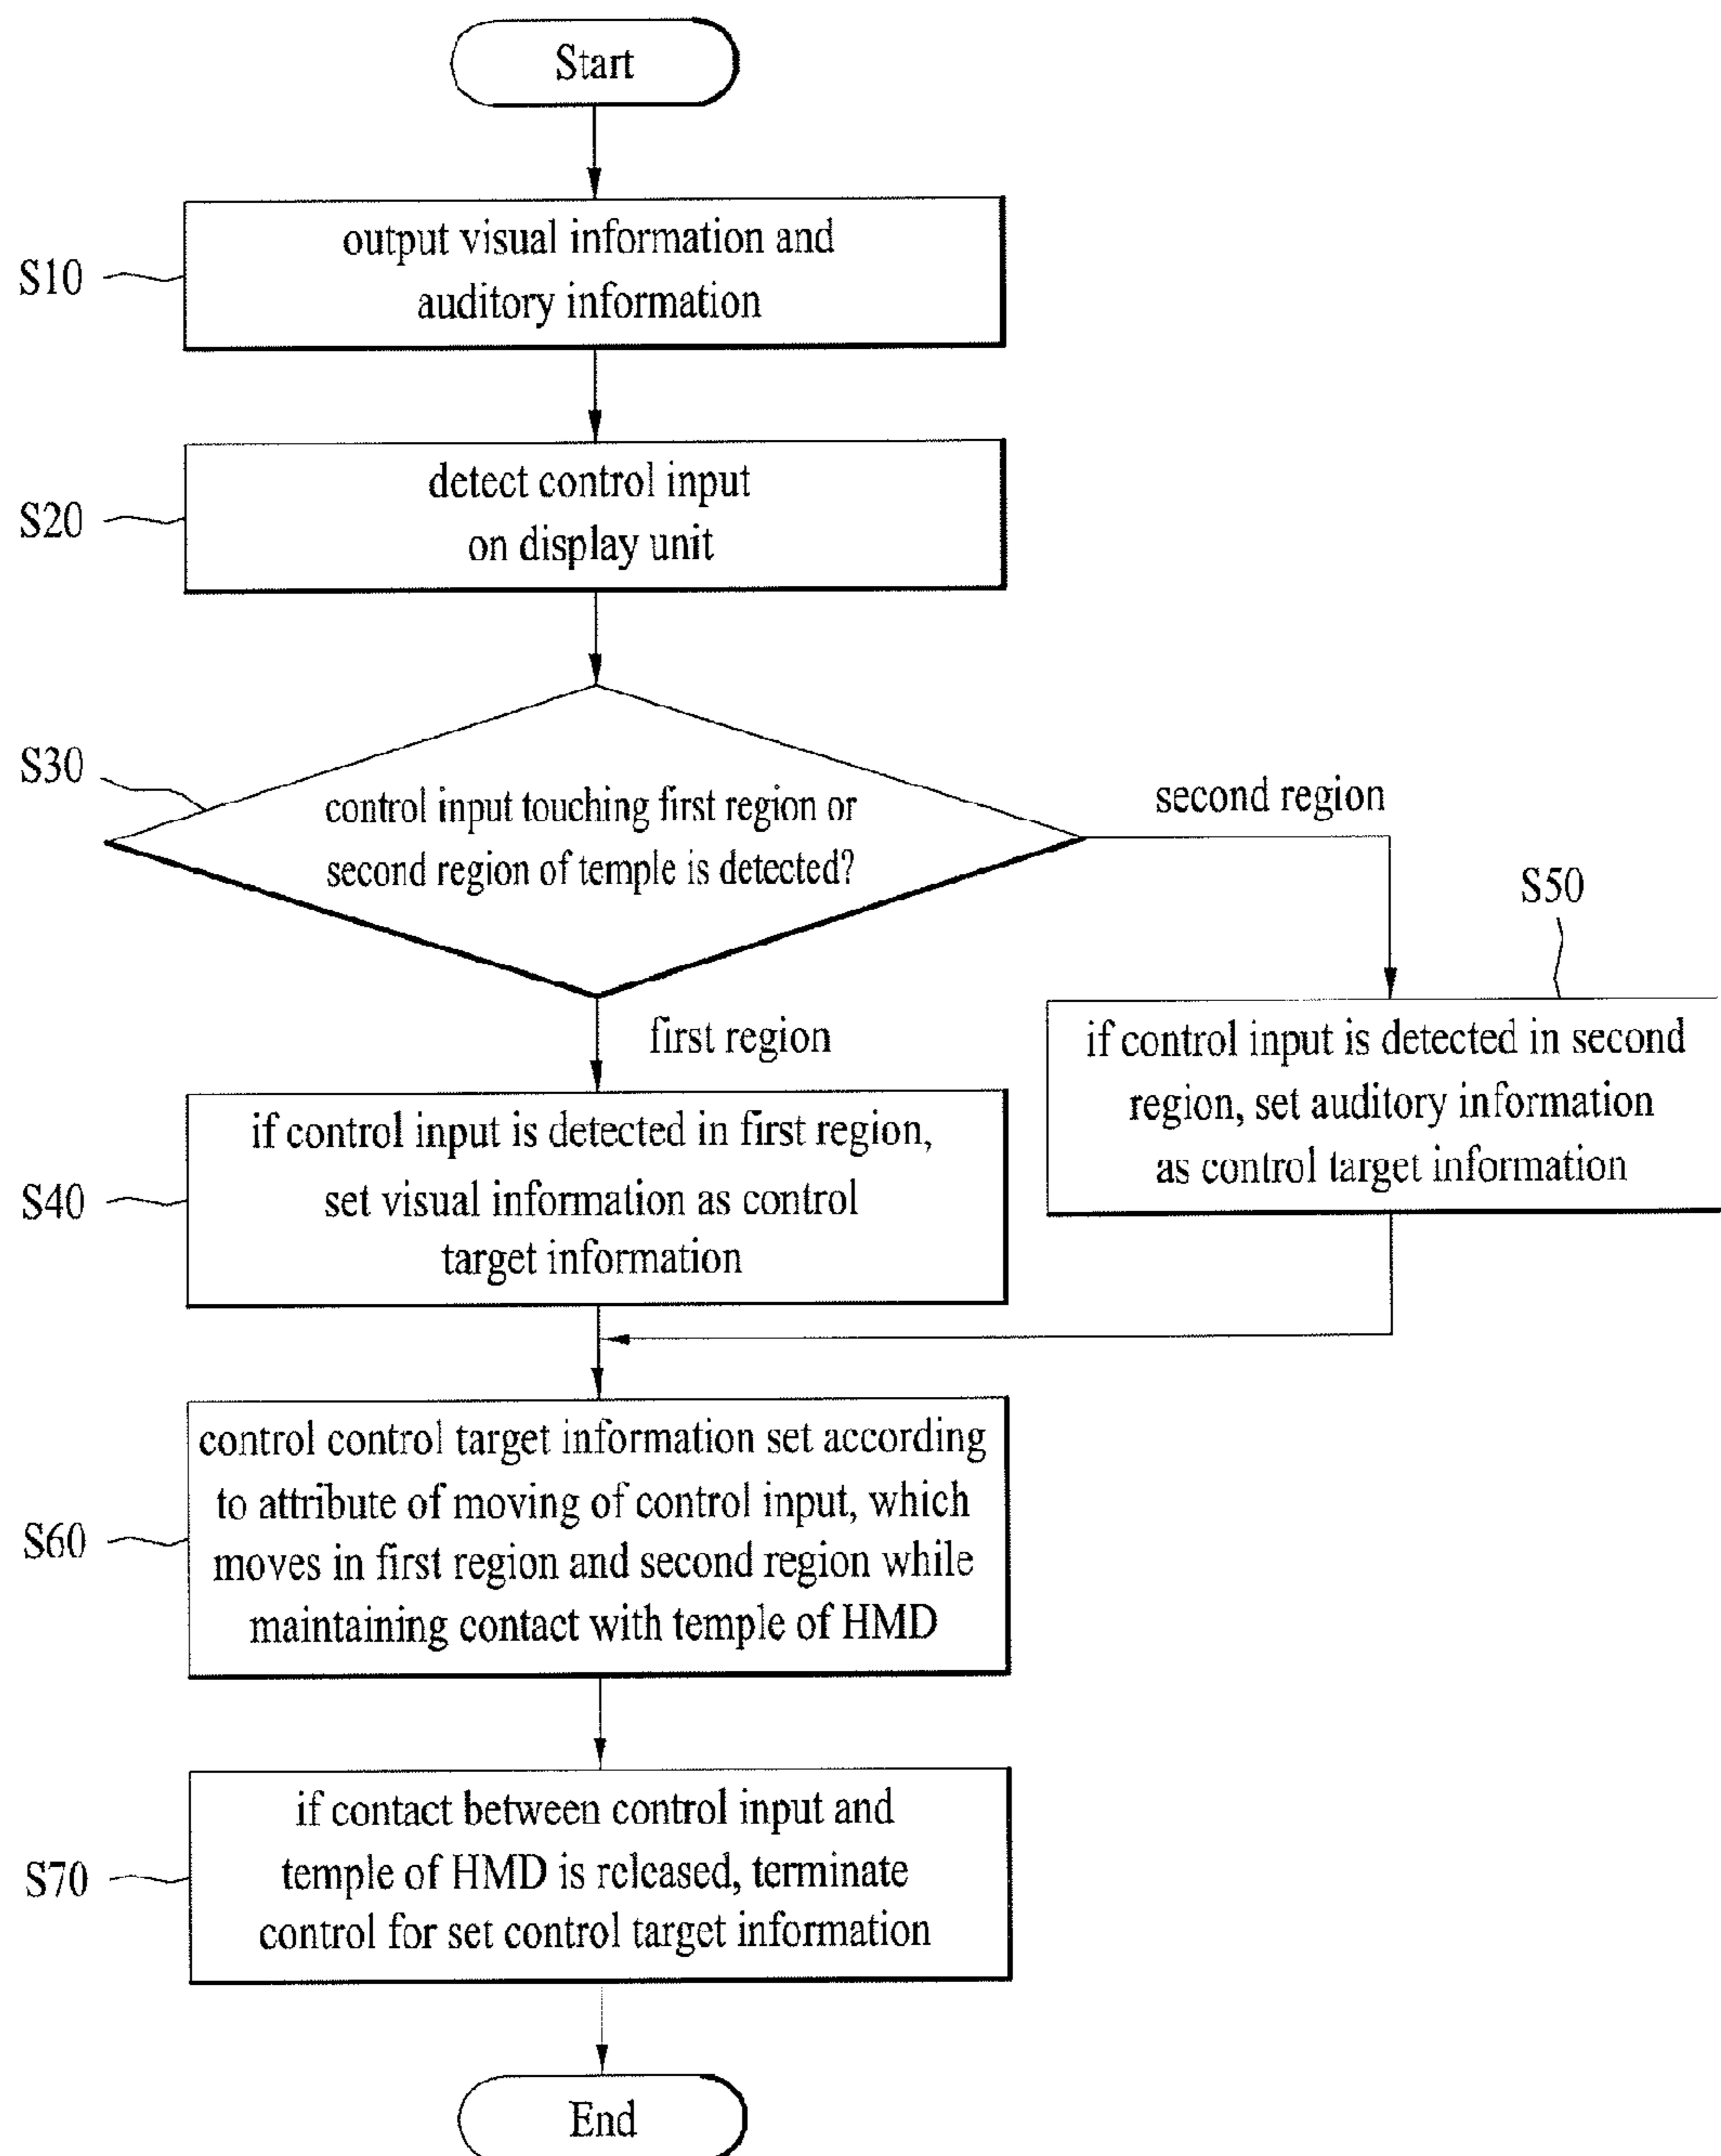 Start
S10
output visual information and
auditory information
S20
detect control input
on display unit
S30
control input touching first region or
second region of temple is detected?
second region
first region
S50
if control input is detected in second
region, set auditory information
as control target information
S40
if control input is detected in first region,
set visual information as control
target information
S60
control control target information set according
to attribute of moving of control input, which
moves in first region and second region while
maintaining contact with temple of HMD
S70
if contact between control input and
temple of HMD is released, terminate
control for set control target information
End